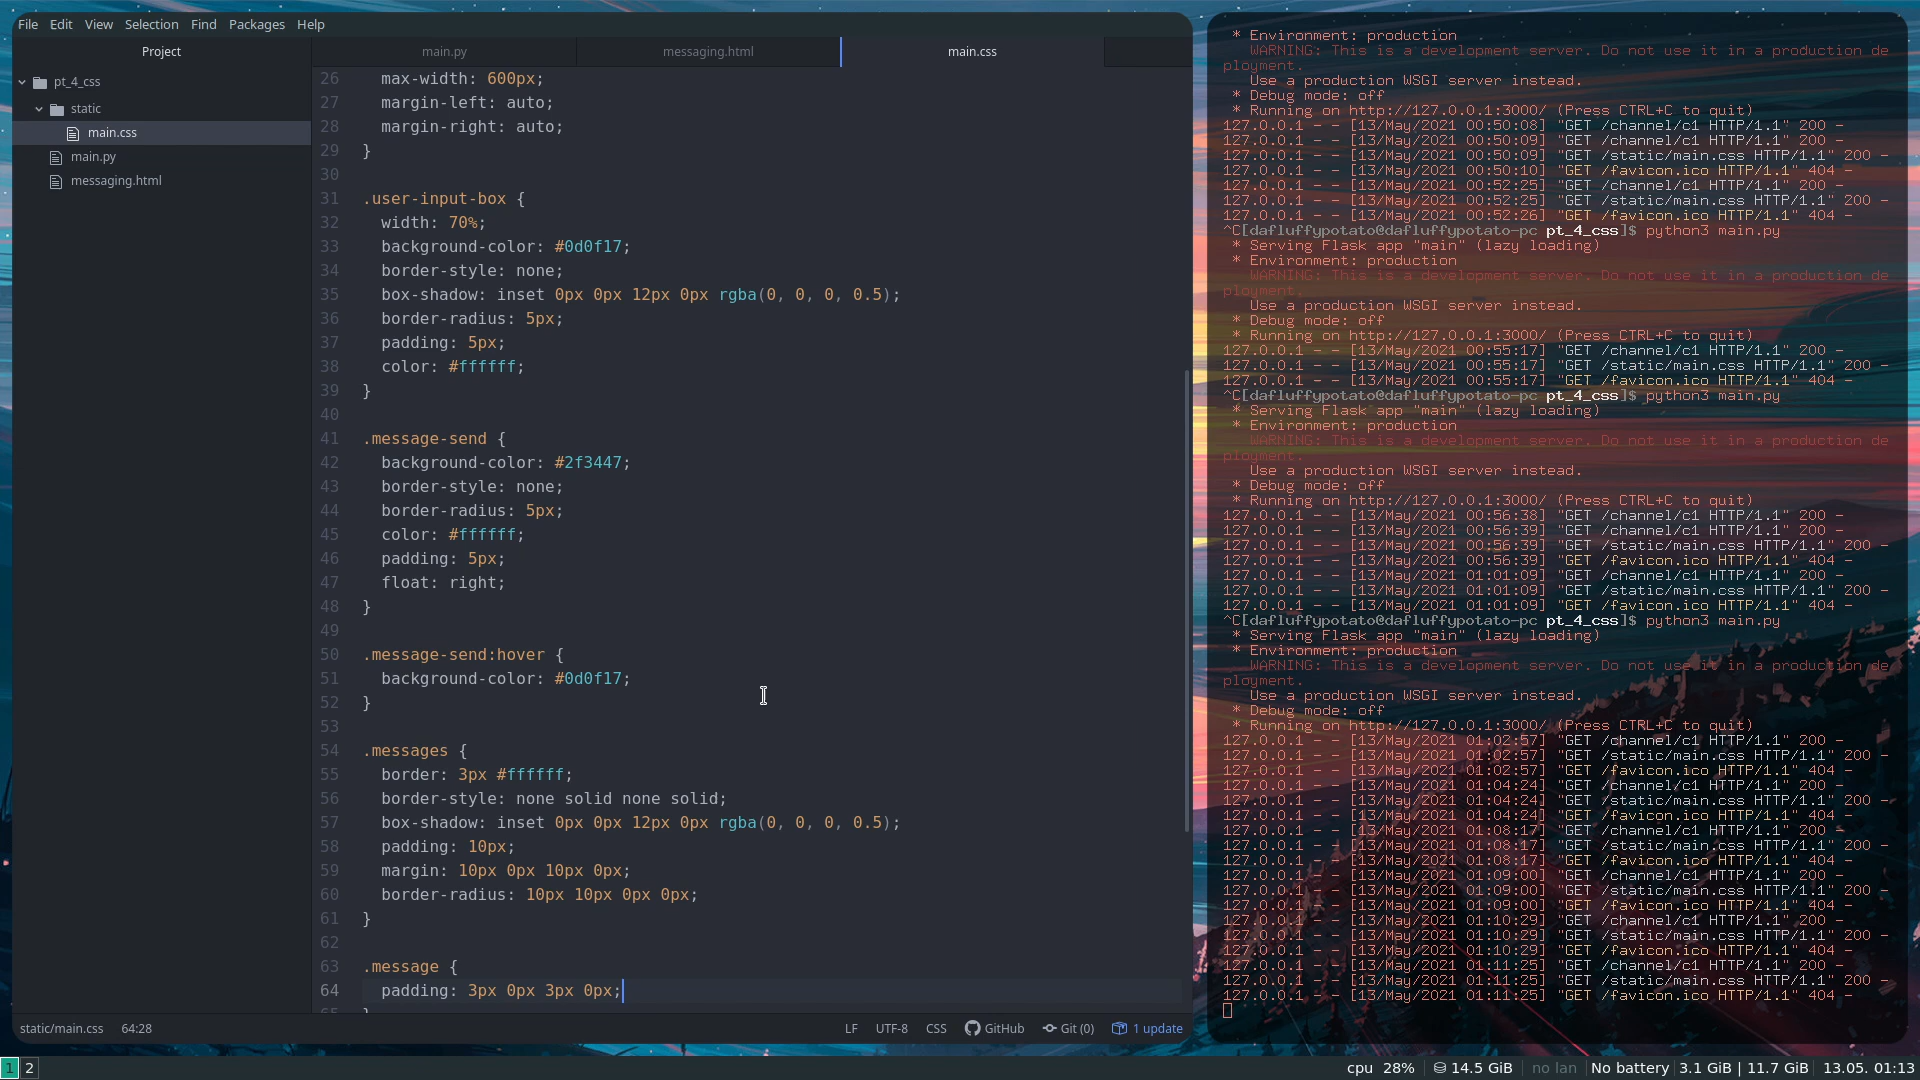 File Edit View Selection Find Packages Help
Project
pt_4_css
static
main.css
main.py
messaging.html
main.py messaging.html main.css
26 max-width: 600px;
27 margin-left: auto;
28 margin-right: auto;
29 }
30
31 .user-input-box {
32 width: 70%;
33 background-color: #0d0f17;
34 border-style: none;
35 box-shadow: inset 0px 0px 12px 0px rgba(0, 0, 0, 0.5);
36 border-radius: 5px;
37 padding: 5px;
38 color: #ffffff;
39 }
40
41 .message-send {
42 background-color: #2f3447;
43 border-style: none;
44 border-radius: 5px;
45 color: #ffffff;
46 padding: 5px;
47 float: right;
48 }
49
50 .message-send:hover {
51 background-color: #0d0f17;
52 }
53
54 .messages {
55 border: 3px #ffffff;
56 border-style: none solid none solid;
57 box-shadow: inset 0px 0px 12px 0px rgba(0, 0, 0, 0.5);
58 padding: 10px;
59 margin: 10px 0px 10px 0px;
60 border-radius: 10px 10px 0px 0px;
61 }
62
63 .message {
64 padding: 3px 0px 3px 0px;
static/main.css 64:28 LF UTF-8 CSS GitHub Git (0) 1 update
* Environment: production
WARNING: This is a development server. Do not use it in a production de
ployment.
Use a production WSGI server instead.
* Debug mode: off
* Running on http://127.0.0.1:3000/ (Press CTRL+C to quit)
127.0.0.1 - - [13/May/2021 00:50:08] "GET /channel/c1 HTTP/1.1" 200 -
127.0.0.1 - - [13/May/2021 00:50:09] "GET /channel/c1 HTTP/1.1" 200 -
127.0.0.1 - - [13/May/2021 00:50:09] "GET /static/main.css HTTP/1.1" 200 -
127.0.0.1 - - [13/May/2021 00:50:10] "GET /favicon.ico HTTP/1.1" 404 -
127.0.0.1 - - [13/May/2021 00:52:25] "GET /channel/c1 HTTP/1.1" 200 -
127.0.0.1 - - [13/May/2021 00:52:25] "GET /static/main.css HTTP/1.1" 200 -
127.0.0.1 - - [13/May/2021 00:52:26] "GET /favicon.ico HTTP/1.1" 404 -
^C[dafluffypotato@dafluffypotato-pc pt_4_css]$ python3 main.py
* Serving Flask app "main" (lazy loading)
* Environment: production
WARNING: This is a development server. Do not use it in a production de
ployment.
Use a production WSGI server instead.
* Debug mode: off
* Running on http://127.0.0.1:3000/ (Press CTRL+C to quit)
127.0.0.1 - - [13/May/2021 00:55:17] "GET /channel/c1 HTTP/1.1" 200 -
127.0.0.1 - - [13/May/2021 00:55:17] "GET /static/main.css HTTP/1.1" 200 -
127.0.0.1 - - [13/May/2021 00:55:17] "GET /favicon.ico HTTP/1.1" 404 -
^C[dafluffypotato@dafluffypotato-pc pt_4_css]$ python3 main.py
* Serving Flask app "main" (lazy loading)
* Environment: production
WARNING: This is a development server. Do not use it in a production de
ployment.
Use a production WSGI server instead.
* Debug mode: off
* Running on http://127.0.0.1:3000/ (Press CTRL+C to quit)
127.0.0.1 - - [13/May/2021 00:56:38] "GET /channel/c1 HTTP/1.1" 200 -
127.0.0.1 - - [13/May/2021 00:56:39] "GET /channel/c1 HTTP/1.1" 200 -
127.0.0.1 - - [13/May/2021 00:56:39] "GET /static/main.css HTTP/1.1" 200 -
127.0.0.1 - - [13/May/2021 00:56:39] "GET /favicon.ico HTTP/1.1" 404 -
127.0.0.1 - - [13/May/2021 01:01:09] "GET /channel/c1 HTTP/1.1" 200 -
127.0.0.1 - - [13/May/2021 01:01:09] "GET /static/main.css HTTP/1.1" 200 -
127.0.0.1 - - [13/May/2021 01:01:09] "GET /favicon.ico HTTP/1.1" 404 -
^C[dafluffypotato@dafluffypotato-pc pt_4_css]$ python3 main.py
* Serving Flask app "main" (lazy loading)
* Environment: production
WARNING: This is a development server. Do not use it in a production de
ployment.
Use a production WSGI server instead.
* Debug mode: off
* Running on http://127.0.0.1:3000/ (Press CTRL+C to quit)
127.0.0.1 - - [13/May/2021 01:02:57] "GET /channel/c1 HTTP/1.1" 200 -
127.0.0.1 - - [13/May/2021 01:02:57] "GET /static/main.css HTTP/1.1" 200 -
127.0.0.1 - - [13/May/2021 01:02:57] "GET /favicon.ico HTTP/1.1" 404 -
127.0.0.1 - - [13/May/2021 01:04:24] "GET /channel/c1 HTTP/1.1" 200 -
127.0.0.1 - - [13/May/2021 01:04:24] "GET /static/main.css HTTP/1.1" 200 -
127.0.0.1 - - [13/May/2021 01:04:24] "GET /favicon.ico HTTP/1.1" 404 -
127.0.0.1 - - [13/May/2021 01:08:17] "GET /channel/c1 HTTP/1.1" 200 -
127.0.0.1 - - [13/May/2021 01:08:17] "GET /static/main.css HTTP/1.1" 200 -
127.0.0.1 - - [13/May/2021 01:08:17] "GET /favicon.ico HTTP/1.1" 404 -
127.0.0.1 - - [13/May/2021 01:09:00] "GET /channel/c1 HTTP/1.1" 200 -
127.0.0.1 - - [13/May/2021 01:09:00] "GET /static/main.css HTTP/1.1" 200 -
127.0.0.1 - - [13/May/2021 01:09:00] "GET /favicon.ico HTTP/1.1" 404 -
127.0.0.1 - - [13/May/2021 01:10:29] "GET /channel/c1 HTTP/1.1" 200 -
127.0.0.1 - - [13/May/2021 01:10:29] "GET /static/main.css HTTP/1.1" 200 -
127.0.0.1 - - [13/May/2021 01:10:29] "GET /favicon.ico HTTP/1.1" 404 -
127.0.0.1 - - [13/May/2021 01:11:25] "GET /channel/c1 HTTP/1.1" 200 -
127.0.0.1 - - [13/May/2021 01:11:25] "GET /static/main.css HTTP/1.1" 200 -
127.0.0.1 - - [13/May/2021 01:11:25] "GET /favicon.ico HTTP/1.1" 404 -
1 2 cpu 28% 14.5 GiB no lan No battery 3.1 GiB | 11.7 GiB 13.05. 01:13